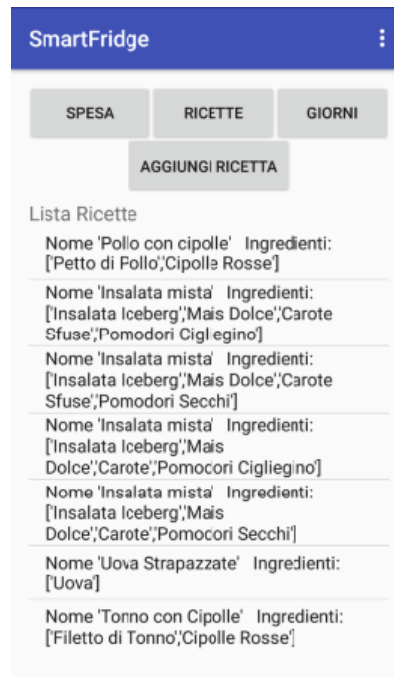 SmartFridge
SPESA RICETTE GIORNI
AGGIUNGI RICETTA
Lista Ricette
Nome 'Pollo con cipolle' Ingredienti:
['Petto di Pollo','Cipolle Rosse']
Nome 'Insalata mista' Ingredienti:
['Insalata Iceberg','Mais Dolce','Carote
Sfuse','Pomodori Cigliegino']
Nome 'Insalata mista' Ingredienti:
['Insalata Iceberg','Mais Dolce','Carote
Sfuse','Pomodori Secchi']
Nome 'Insalata mista' Ingredienti:
['Insalata Iceberg','Mais
Dolce','Carote','Pomodori Cigliegino']
Nome 'Insalata mista' Ingredienti:
['Insalata Iceberg','Mais
Dolce','Carote','Pomodori Secchi']
Nome 'Uova Strapazzate' Ingredienti:
['Uova']
Nome 'Tonno con Cipolle' Ingredienti:
['Filetto di Tonno','Cipolle Rosse']